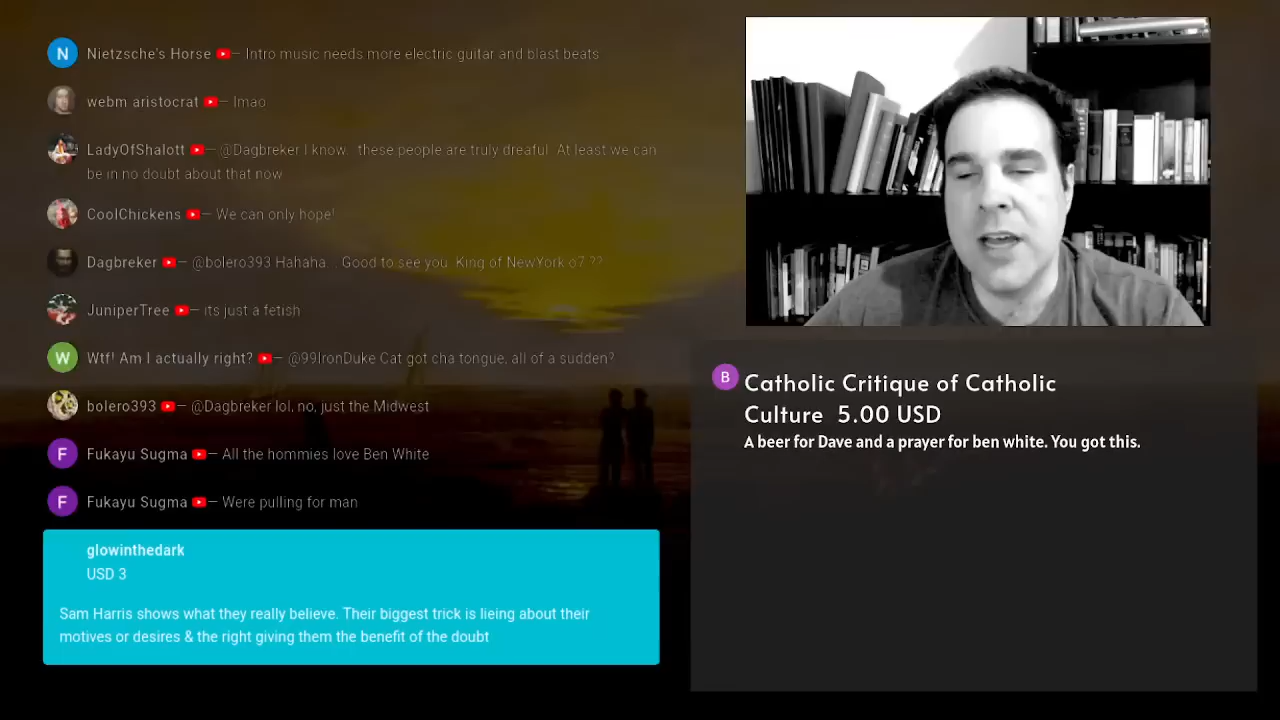 N
Nietzsche's Horse — Intro music needs more electric guitar and blast beats
webm aristocrat — lmao
LadyOfShalott — @Dagbreker I know.. these people are truly dreaful. At least we can
be in no doubt about that now
CoolChickens — We can only hope!
Dagbreker — @bolero393 Hahaha... Good to see you. King of NewYork o7 ??
JuniperTree — its just a fetish
W
Wtf! Am I actually right? — @99IronDuke Cat got cha tongue, all of a sudden?
bolero393 — @Dagbreker lol, no, just the Midwest
F
Fukayu Sugma — All the hommies love Ben White
F
Fukayu Sugma — Were pulling for man
glowinthedark
USD 3
Sam Harris shows what they really believe. Their biggest trick is lieing about their
motives or desires & the right giving them the benefit of the doubt
B
Catholic Critique of Catholic
Culture 5.00 USD
A beer for Dave and a prayer for ben white. You got this.